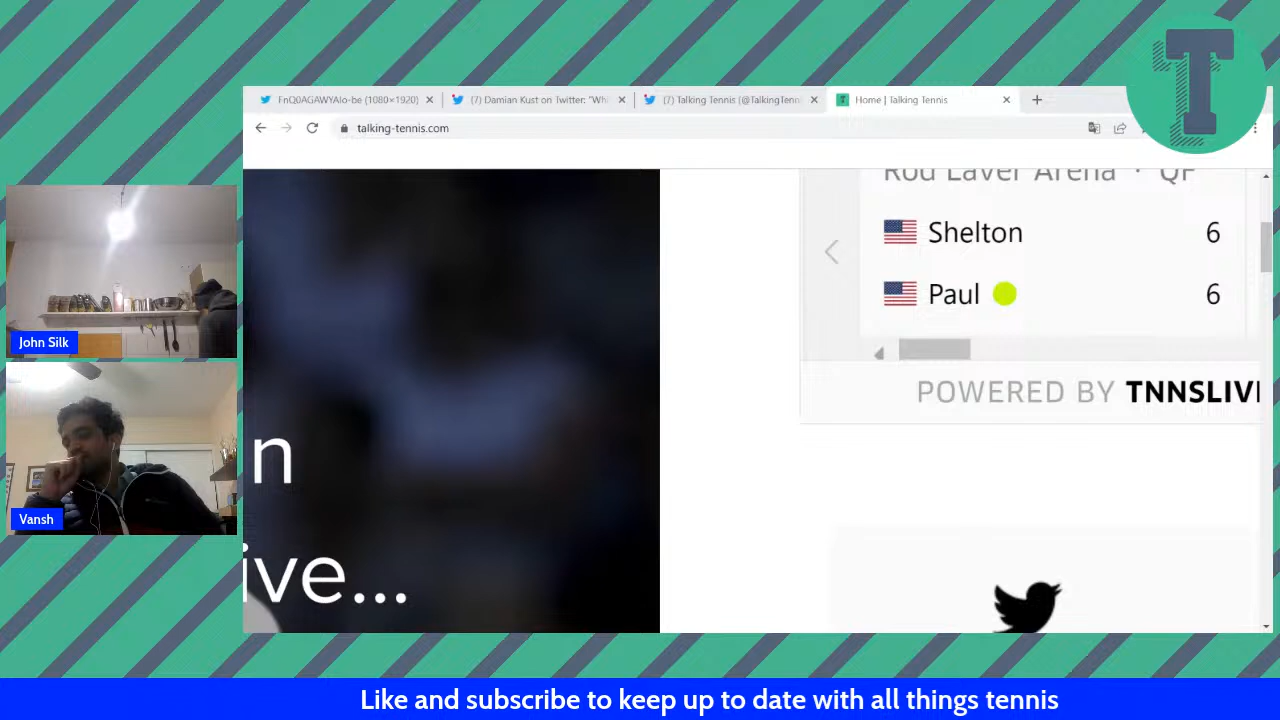 FnQ0AGAWYAIo-be (1080×1920)
(7) Damian Kust on Twitter: "Whi
(7) Talking Tennis (@TalkingTenni
Home | Talking Tennis
talking-tennis.com
T
Rod Laver Arena · QF
Shelton 6
Paul 6
POWERED BY TNNSLIVE
n
ive...
John Silk
Vansh
Like and subscribe to keep up to date with all things tennis